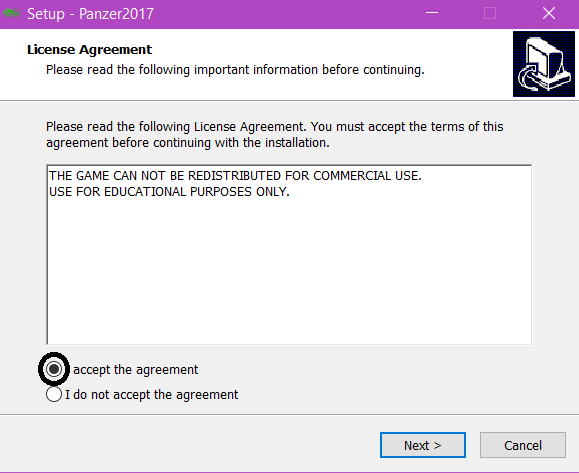 Setup - Panzer2017
License Agreement
Please read the following important information before continuing.
Please read the following License Agreement. You must accept the terms of this
agreement before continuing with the installation.
THE GAME CAN NOT BE REDISTRIBUTED FOR COMMERCIAL USE.
USE FOR EDUCATIONAL PURPOSES ONLY.
accept the agreement
I do not accept the agreement
Next >
Cancel